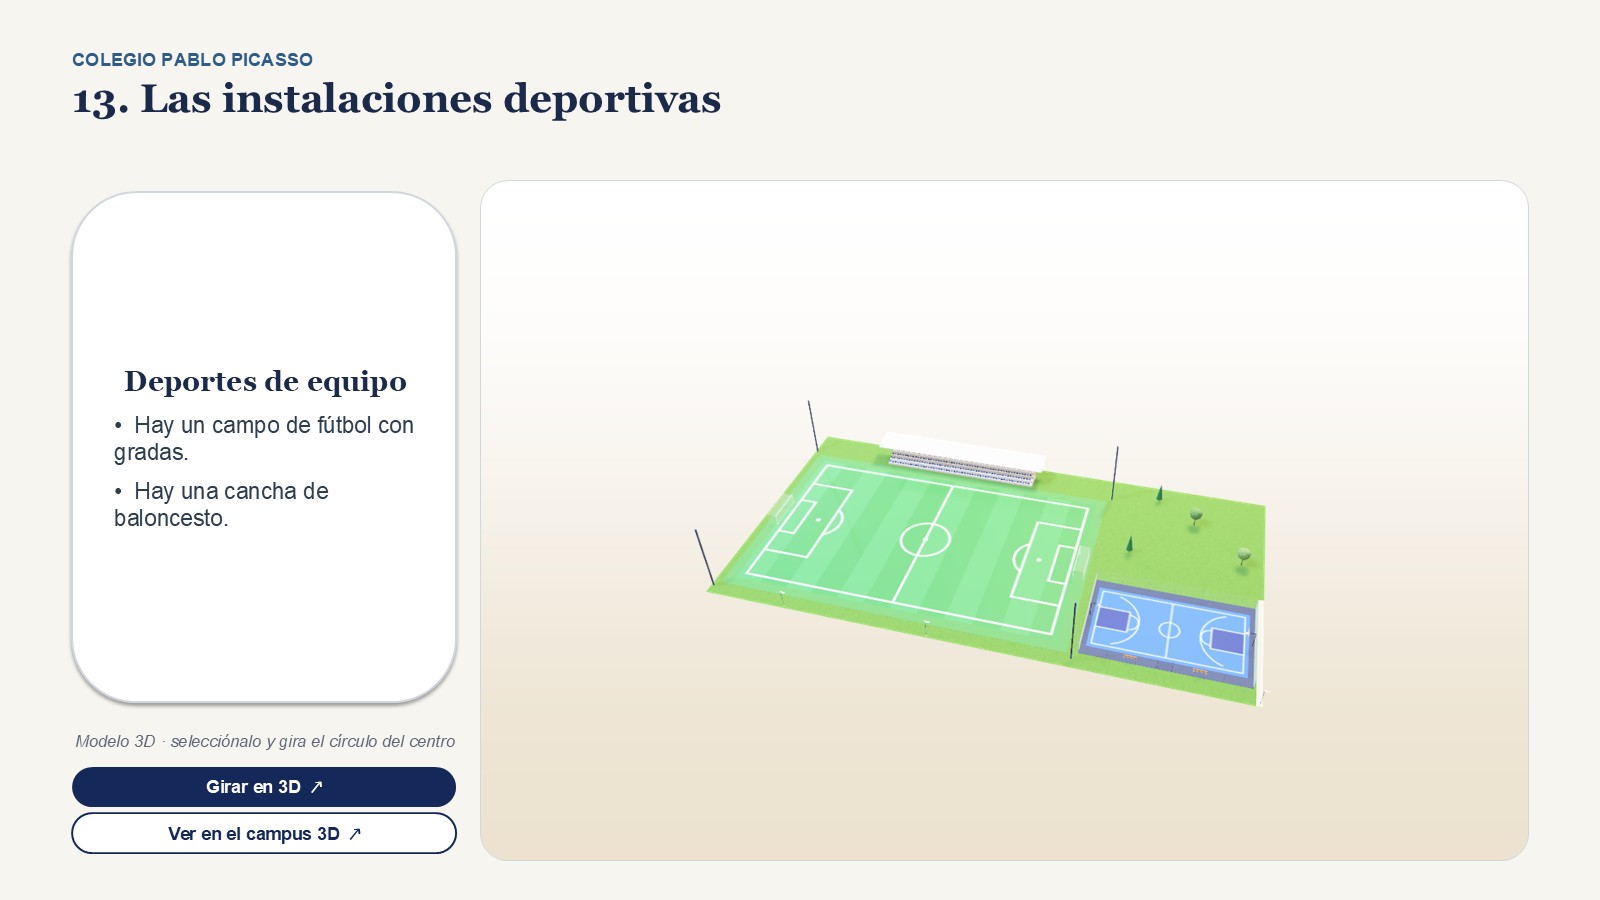 COLEGIO PABLO PICASSO
13. Las instalaciones deportivas
Deportes de equipo
• Hay un campo de fútbol con
gradas.
• Hay una cancha de
baloncesto.
Modelo 3D · selecciónalo y gira el círculo del centro
Girar en 3D ↗
Ver en el campus 3D ↗